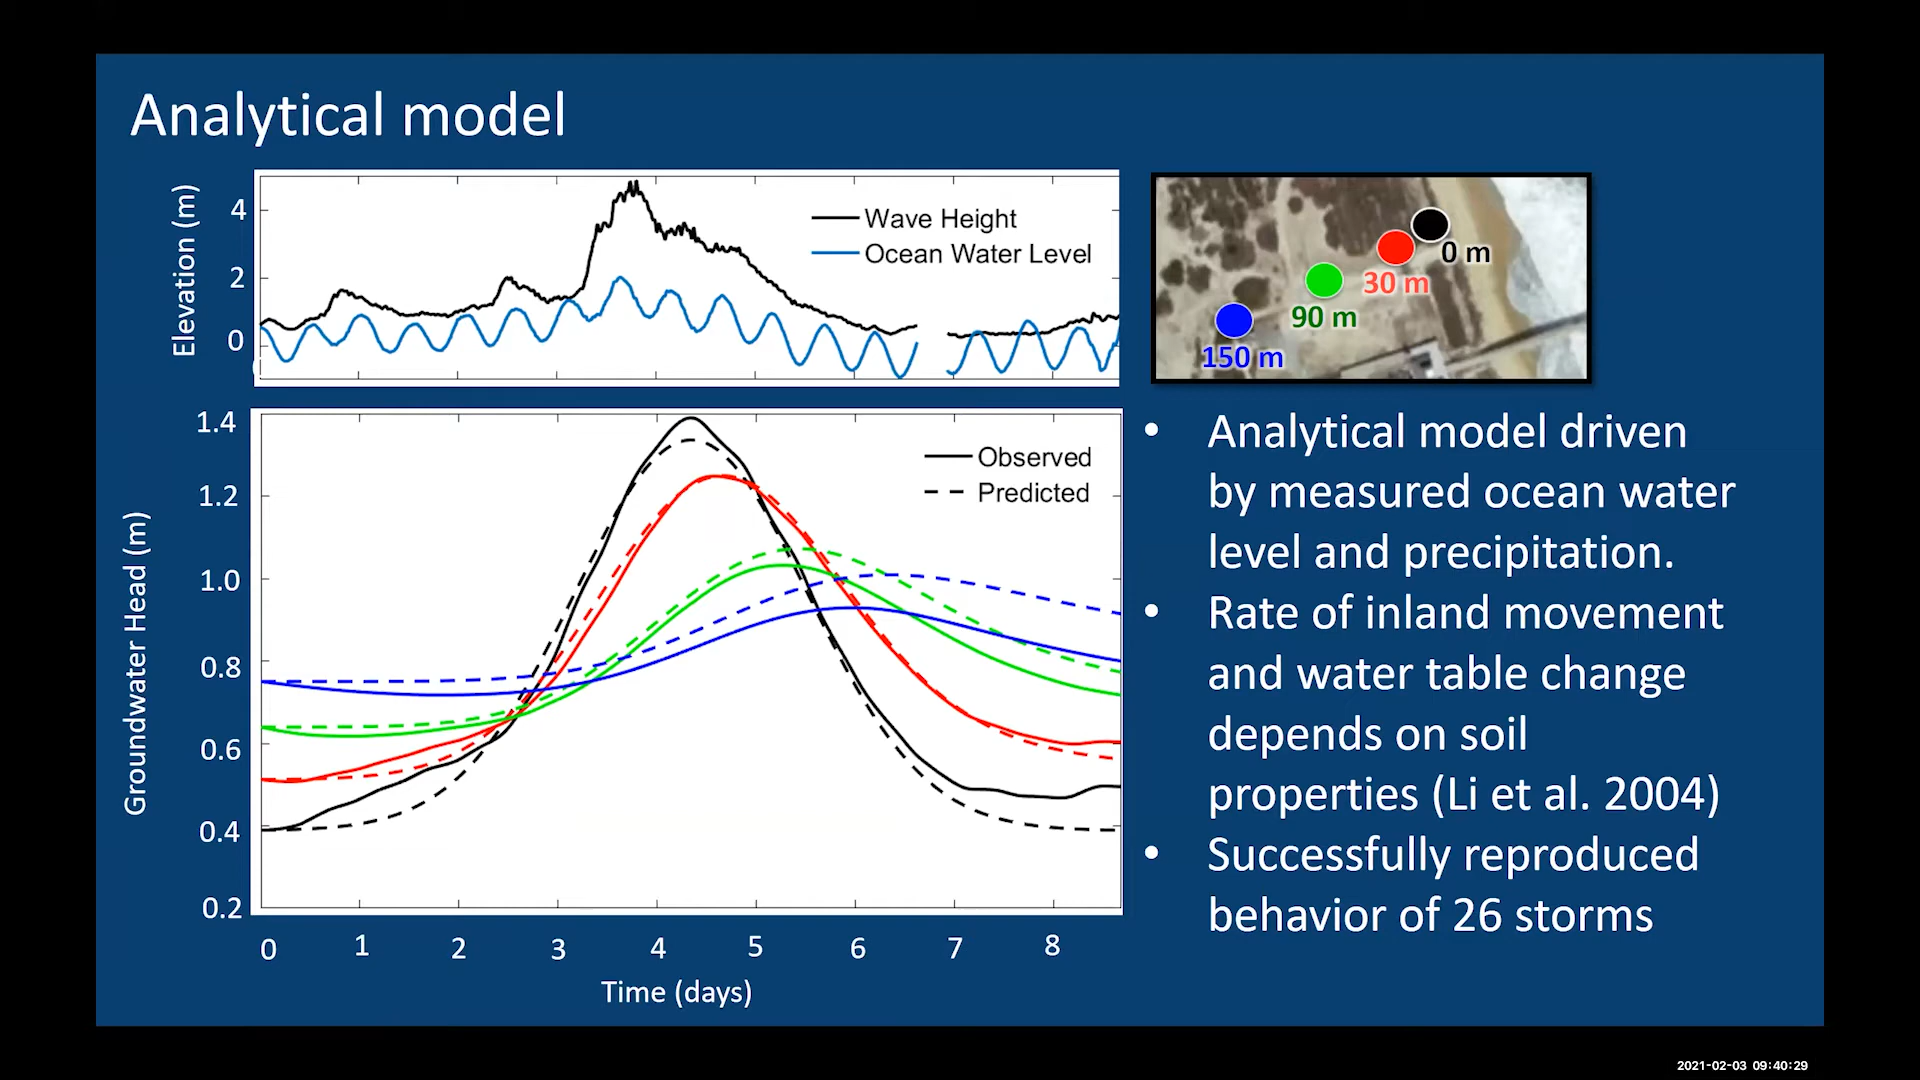 Analytical model
Elevation (m)
4
2
0
Wave Height
Ocean Water Level
0 m
30 m
90 m
150 m
Groundwater Head (m)
1.4
1.2
1.0
0.8
0.6
0.4
0.2
Observed
Predicted
0 1 2 3 4 5 6 7 8
Time (days)
• Analytical model driven
by measured ocean water
level and precipitation.
• Rate of inland movement
and water table change
depends on soil
properties (Li et al. 2004)
• Successfully reproduced
behavior of 26 storms
2021-02-03 09:40:29